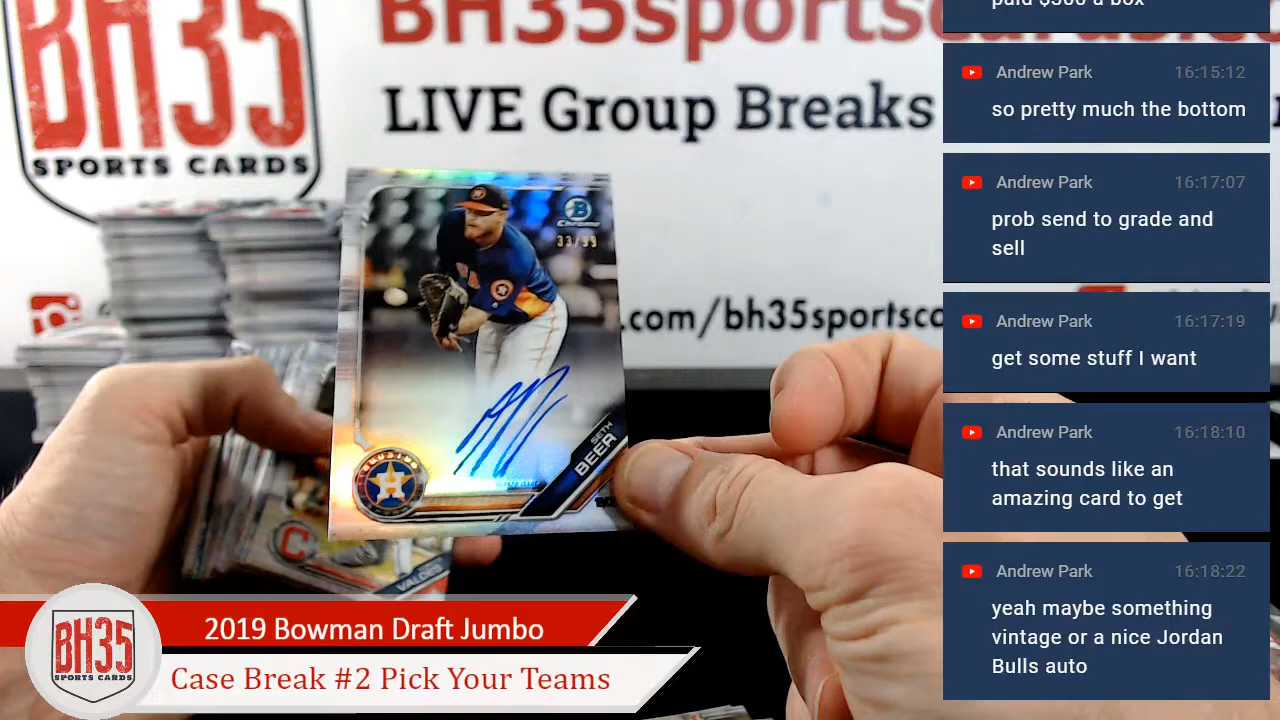 BH35
SPORTS CARDS
BH35sportscards.c
LIVE Group Breaks
.com/bh35sportsc
B
Chrome
33/99
SETH
BEER
HOUSTON
H
C
VALDES
BH35
SPORTS CARDS
2019 Bowman Draft Jumbo
Case Break #2 Pick Your Teams
paid $300 a box
Andrew Park 16:15:12
so pretty much the bottom
Andrew Park 16:17:07
prob send to grade and
sell
Andrew Park 16:17:19
get some stuff I want
Andrew Park 16:18:10
that sounds like an
amazing card to get
Andrew Park 16:18:22
yeah maybe something
vintage or a nice Jordan
Bulls auto